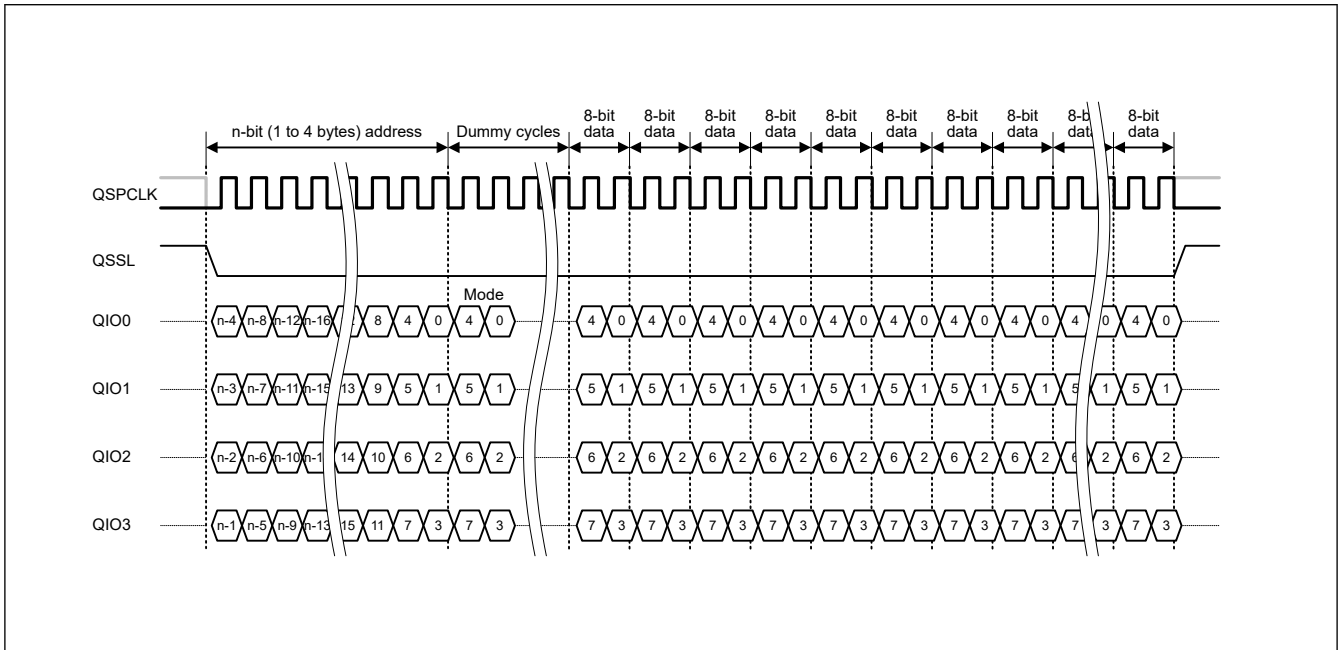 8-bit 8-bit 8-bit 8-bit 8-bit 8-bit 8-bit 8-bit 8-b 8-bit
n-bit (1 to 4 bytes) address Dummy cycles data data data data data data data data data data
QSPCLK
QSSL
Mode
QIO0 n-4 n-8 n-12 n-16 8 4 0 4 0 4 0 4 0 4 0 4 0 4 0 4 0 4 0 4 0 4 0 4 0
QIO1 n-3 n-7 n-11 n-15 13 9 5 1 5 1 5 1 5 1 5 1 5 1 5 1 5 1 5 1 5 1 5 1 5 1
QIO2 n-2 n-6 n-10 n-1 14 10 6 2 6 2 6 2 6 2 6 2 6 2 6 2 6 2 6 2 6 2 6 2 6 2
QIO3 n-1 n-5 n-9 n-13 15 11 7 3 7 3 7 3 7 3 7 3 7 3 7 3 7 3 7 3 7 3 7 3 7 3